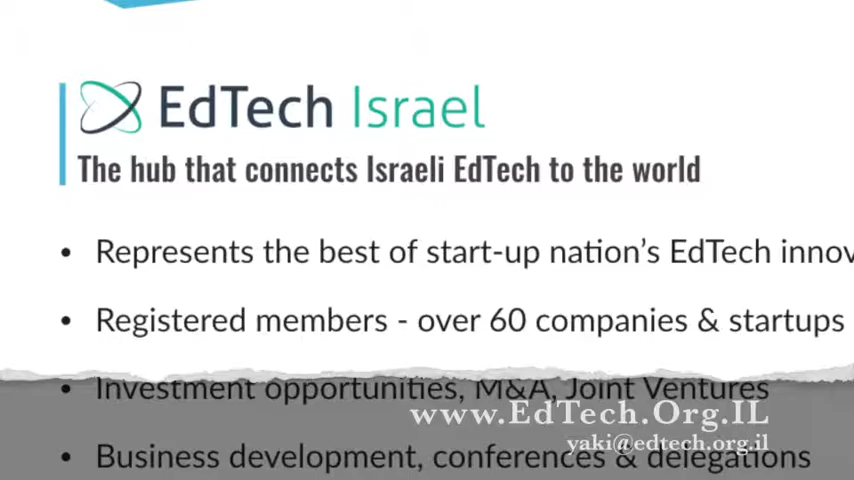 EdTech Israel
The hub that connects Israeli EdTech to the world
• Represents the best of start-up nation's EdTech innov
• Registered members - over 60 companies & startups
• Investment opportunities, M&A, Joint Ventures
www.EdTech.Org.IL
yaki@edtech.org.il
• Business development, conferences & delegations